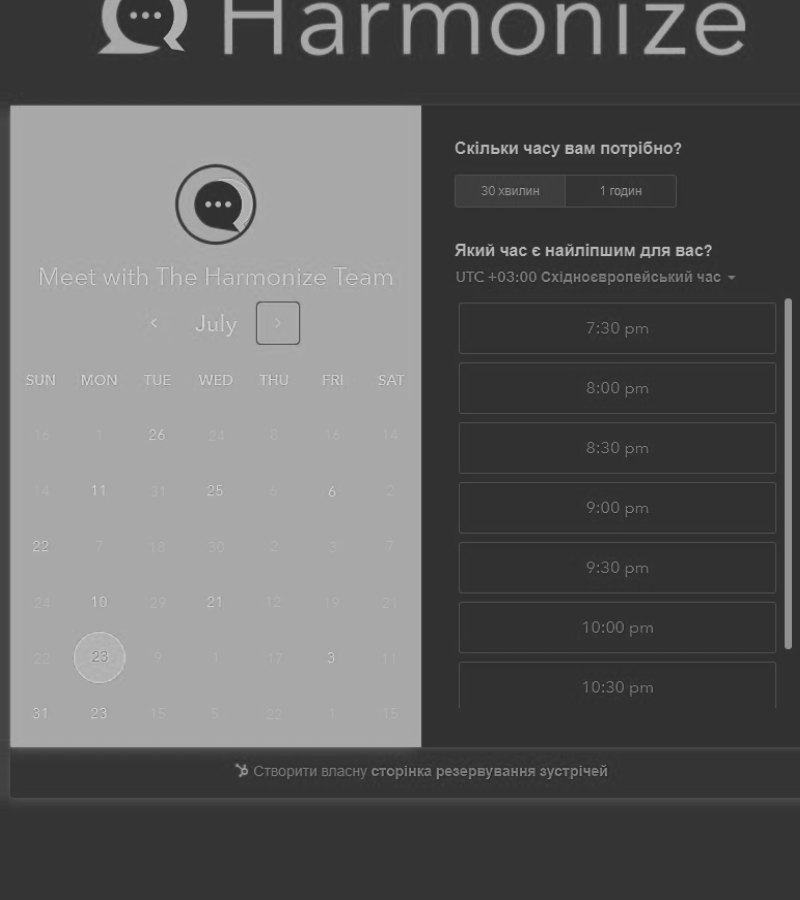 Harmonize
Meet with The Harmonize Team
July
SUN MON TUE WED THU FRI SAT
16 1 26 24 8 16 14
14 11 31 25 6 6 2
22 7 18 30 2 3 7
24 10 29 21 12 19 21
22 23 9 1 17 3 11
31 23 15 5 22 1 15
Скільки часу вам потрібно?
30 хвилин 1 годин
Який час є найліпшим для вас?
UTC +03:00 Східноєвропейський час
7:30 pm
8:00 pm
8:30 pm
9:00 pm
9:30 pm
10:00 pm
10:30 pm
Створити власну сторінка резервування зустрічей